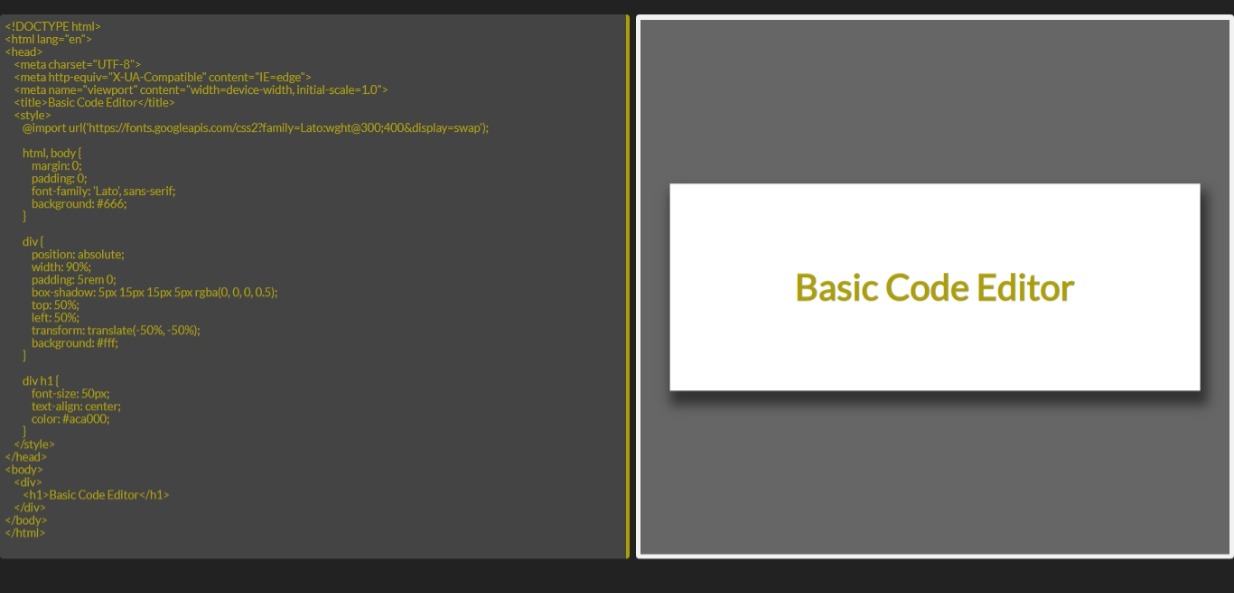 <!DOCTYPE html>
<html lang="en">
<head>
<meta charset="UTF-8">
<meta http-equiv="X-UA-Compatible" content="IE=edge">
<meta name="viewport" content="width=device-width, initial-scale=1.0">
<title>Basic Code Editor</title>
<style>
@import url('https://fonts.googleapis.com/css2?family=Lato:wght@300;400&display=swap');
html, body {
margin: 0;
padding: 0;
font-family: 'Lato', sans-serif;
background: #666;
}
div {
position: absolute;
width: 90%;
padding: 5rem 0;
box-shadow: 5px 15px 15px 5px rgba(0, 0, 0, 0.5);
top: 50%;
left: 50%;
transform: translate(-50%, -50%);
background: #fff;
}
div h1 {
font-size: 50px;
text-align: center;
color: #aca000;
}
</style>
</head>
<body>
<div>
<h1>Basic Code Editor</h1>
</div>
</body>
</html>
Basic Code Editor